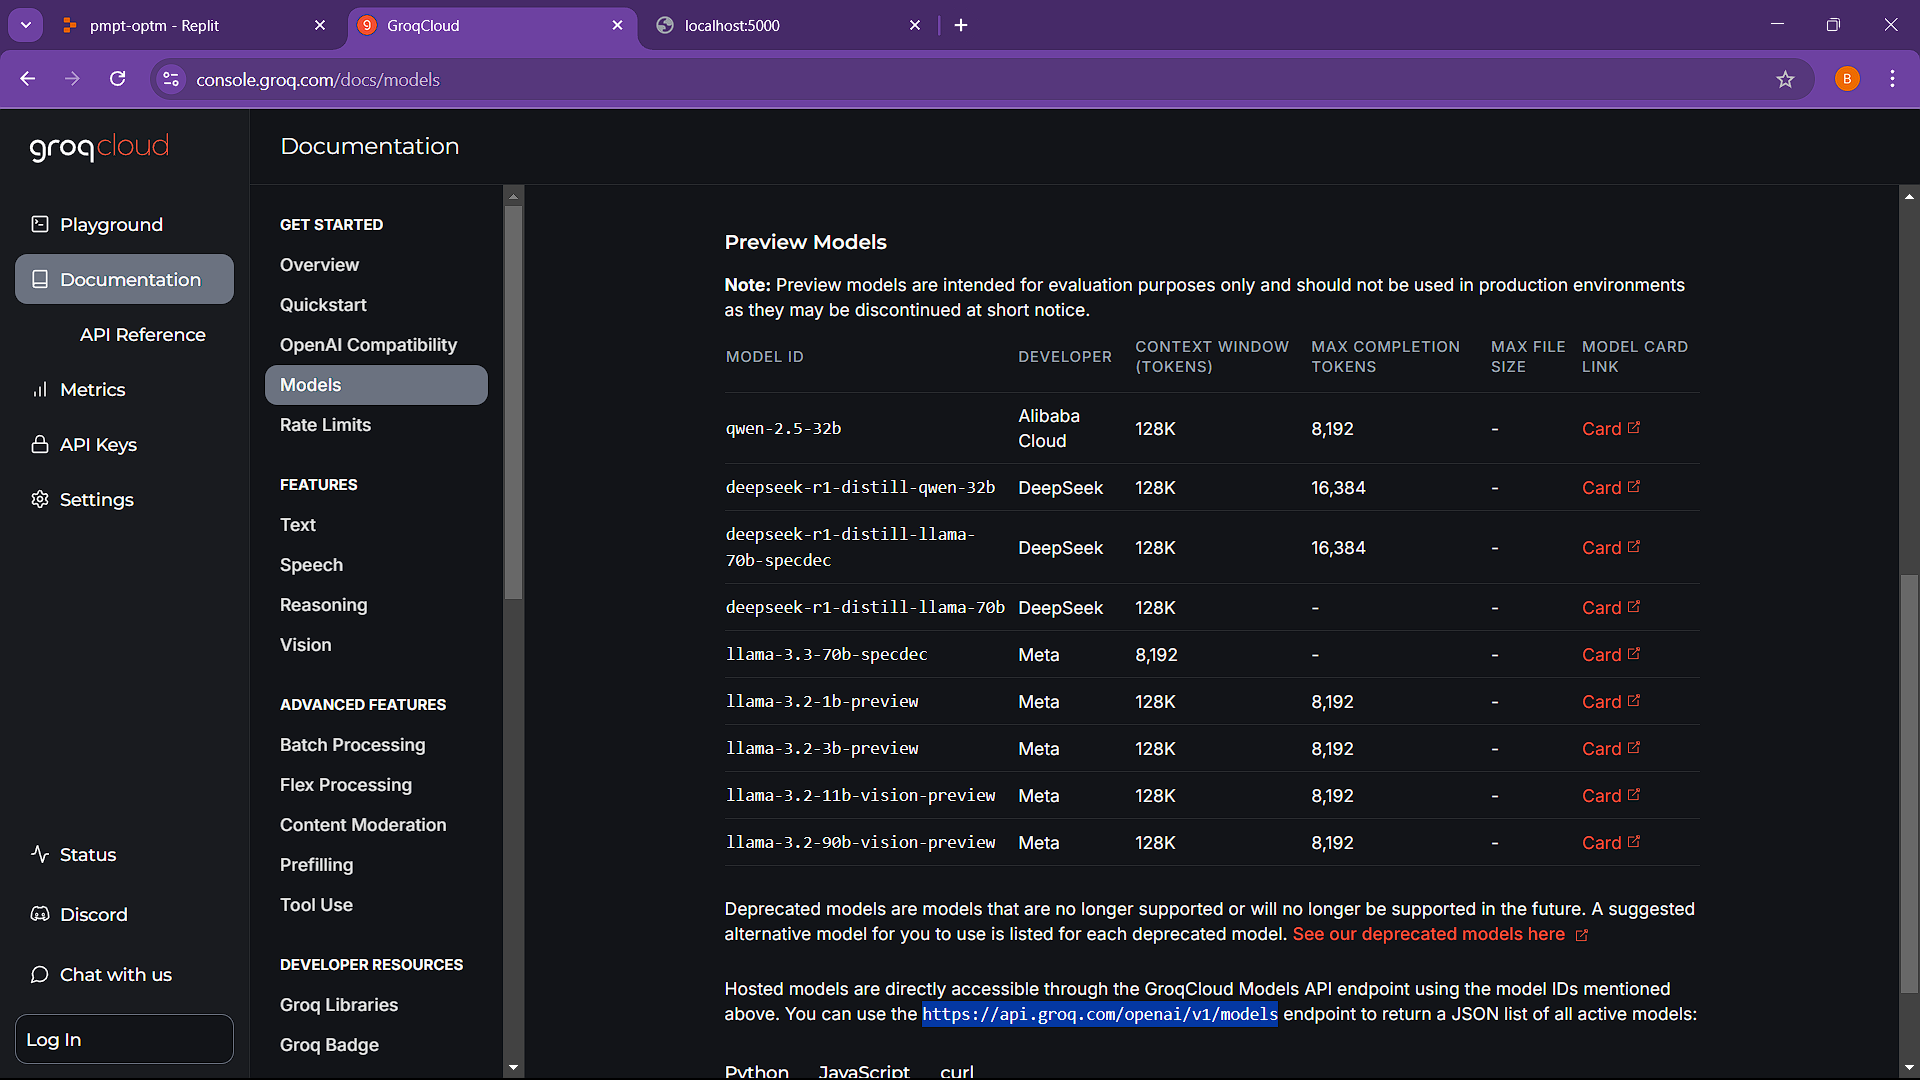 pmpt-optm - Replit
9
GroqCloud
localhost:5000
console.groq.com/docs/models
B
groqcloud
Playground
Documentation
API Reference
Metrics
API Keys
Settings
Status
Discord
Chat with us
Log In
Documentation
GET STARTED
Overview
Quickstart
OpenAI Compatibility
Models
Rate Limits
FEATURES
Text
Speech
Reasoning
Vision
ADVANCED FEATURES
Batch Processing
Flex Processing
Content Moderation
Prefilling
Tool Use
DEVELOPER RESOURCES
Groq Libraries
Groq Badge
Preview Models
Note: Preview models are intended for evaluation purposes only and should not be used in production environments
as they may be discontinued at short notice.
MODEL ID DEVELOPER CONTEXT WINDOW (TOKENS) MAX COMPLETION TOKENS MAX FILE SIZE MODEL CARD LINK
qwen-2.5-32b Alibaba Cloud 128K 8,192 - Card
deepseek-r1-distill-qwen-32b DeepSeek 128K 16,384 - Card
deepseek-r1-distill-llama-70b-specdec DeepSeek 128K 16,384 - Card
deepseek-r1-distill-llama-70b DeepSeek 128K - - Card
llama-3.3-70b-specdec Meta 8,192 - - Card
llama-3.2-1b-preview Meta 128K 8,192 - Card
llama-3.2-3b-preview Meta 128K 8,192 - Card
llama-3.2-11b-vision-preview Meta 128K 8,192 - Card
llama-3.2-90b-vision-preview Meta 128K 8,192 - Card
Deprecated models are models that are no longer supported or will no longer be supported in the future. A suggested
alternative model for you to use is listed for each deprecated model. See our deprecated models here
Hosted models are directly accessible through the GroqCloud Models API endpoint using the model IDs mentioned
above. You can use the https://api.groq.com/openai/v1/models endpoint to return a JSON list of all active models:
Python JavaScript curl